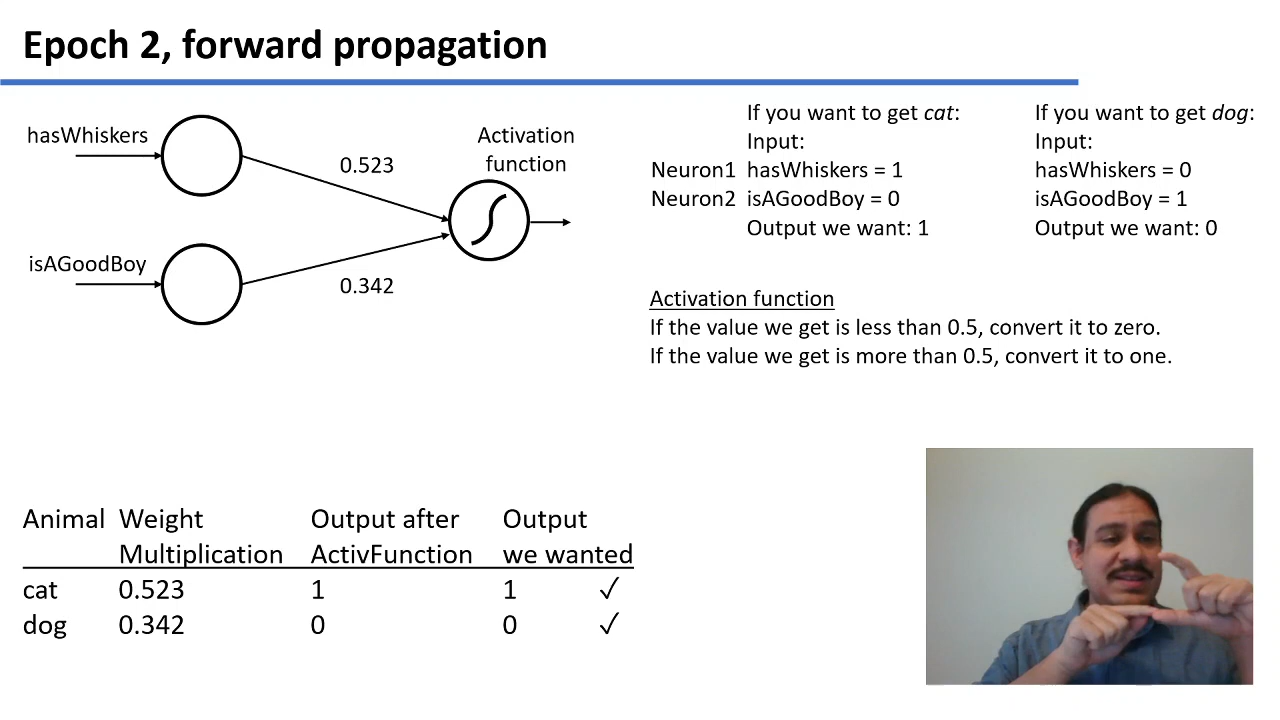 Epoch 2, forward propagation
hasWhiskers
0.523
Activation
function
isAGoodBoy
0.342
If you want to get cat:
Input:
Neuron1 hasWhiskers = 1
Neuron2 isAGoodBoy = 0
Output we want: 1
If you want to get dog:
Input:
hasWhiskers = 0
isAGoodBoy = 1
Output we want: 0
Activation function
If the value we get is less than 0.5, convert it to zero.
If the value we get is more than 0.5, convert it to one.
Animal Weight Output after Output
Multiplication ActivFunction we wanted
cat 0.523 1 1 ✓
dog 0.342 0 0 ✓